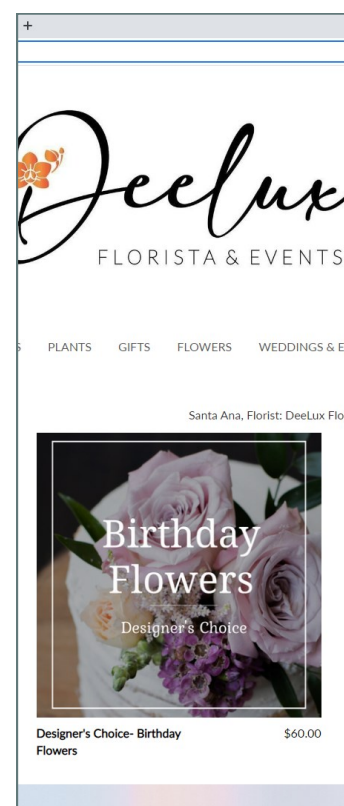 +
Deelux
FLORISTA & EVENTS
S PLANTS GIFTS FLOWERS WEDDINGS & E
Santa Ana, Florist: DeeLux Flo
Birthday
Flowers
Designer's Choice
Designer's Choice- Birthday $60.00
Flowers